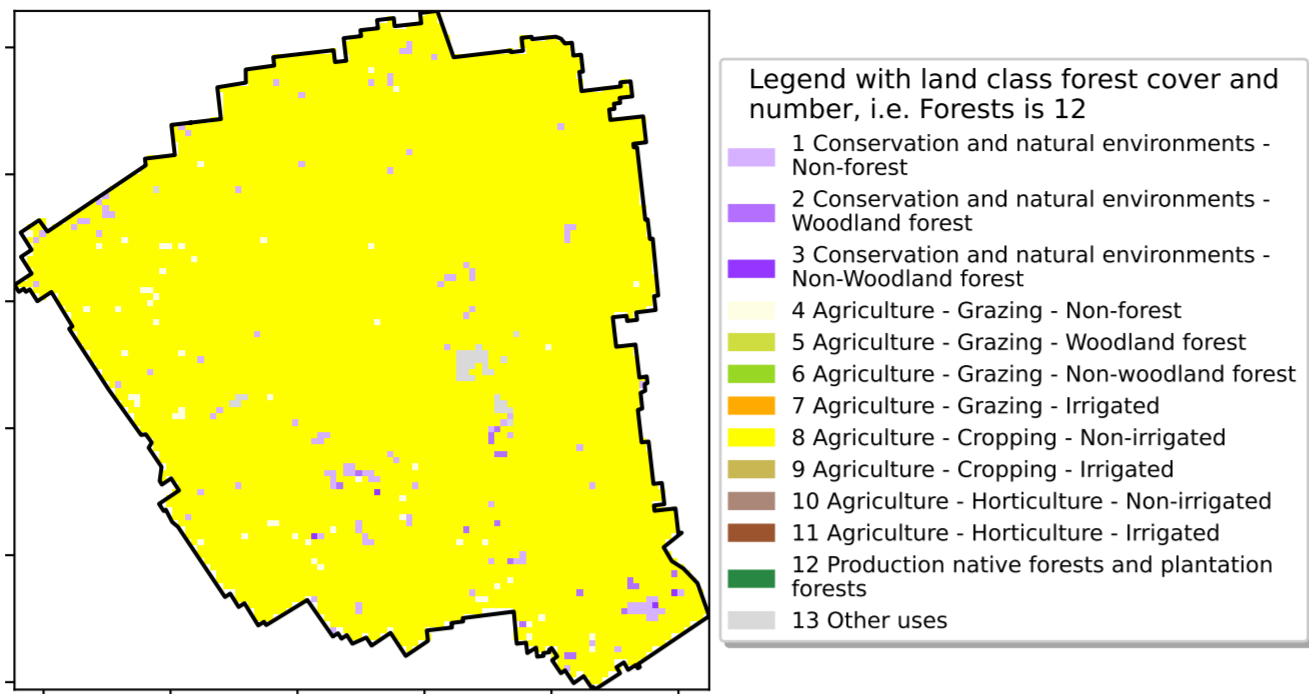 Legend with land class forest cover and
number, i.e. Forests is 12
1 Conservation and natural environments -
Non-forest
2 Conservation and natural environments -
Woodland forest
3 Conservation and natural environments -
Non-Woodland forest
4 Agriculture - Grazing - Non-forest
5 Agriculture - Grazing - Woodland forest
6 Agriculture - Grazing - Non-woodland forest
7 Agriculture - Grazing - Irrigated
8 Agriculture - Cropping - Non-irrigated
9 Agriculture - Cropping - Irrigated
10 Agriculture - Horticulture - Non-irrigated
11 Agriculture - Horticulture - Irrigated
12 Production native forests and plantation
forests
13 Other uses